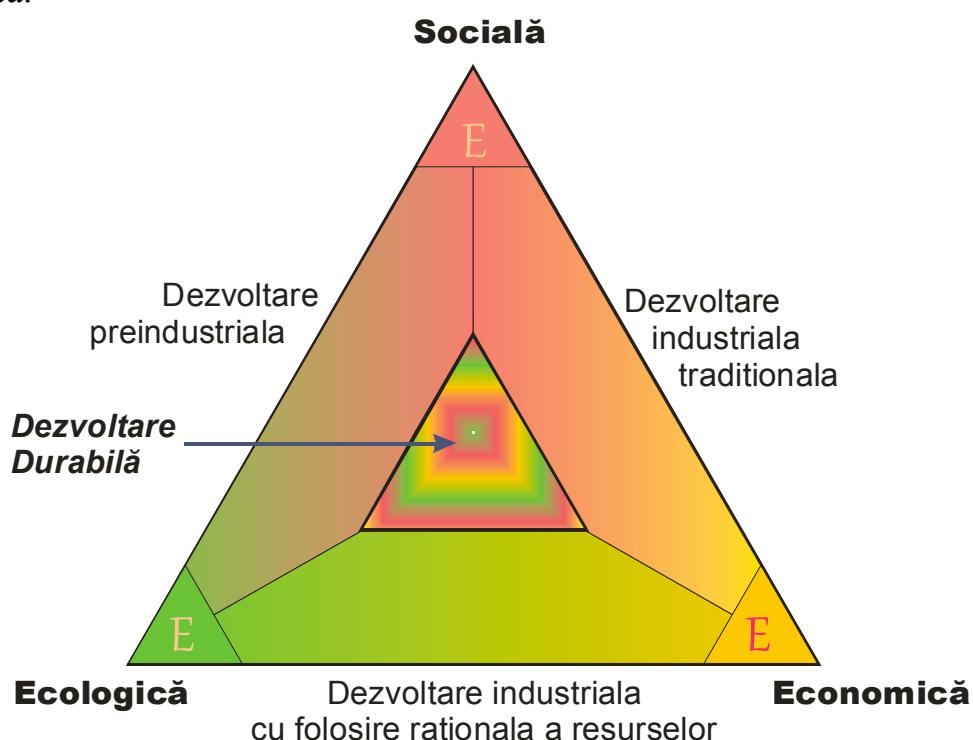 Socială
E
Dezvoltare
preindustriala
Dezvoltare
industriala
traditionala
Dezvoltare
Durabilă
E
E
Ecologică
Dezvoltare industriala
cu folosire rationala a resurselor
Economică